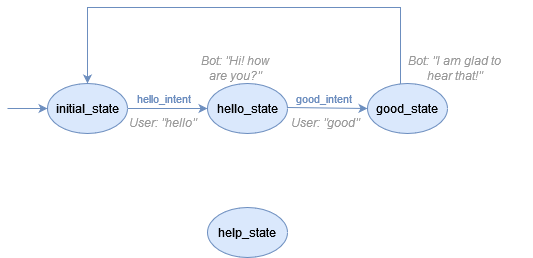 Bot: "Hi! how
are you?"
Bot: "I am glad to
hear that!"
initial_state
hello_intent
User: "hello"
hello_state
good_intent
User: "good"
good_state
help_state